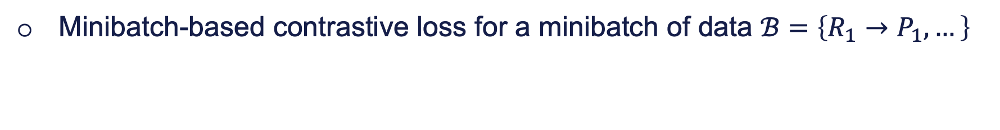 ○ Minibatch-based contrastive loss for a minibatch of data ℬ = {R₁ → P₁, … }